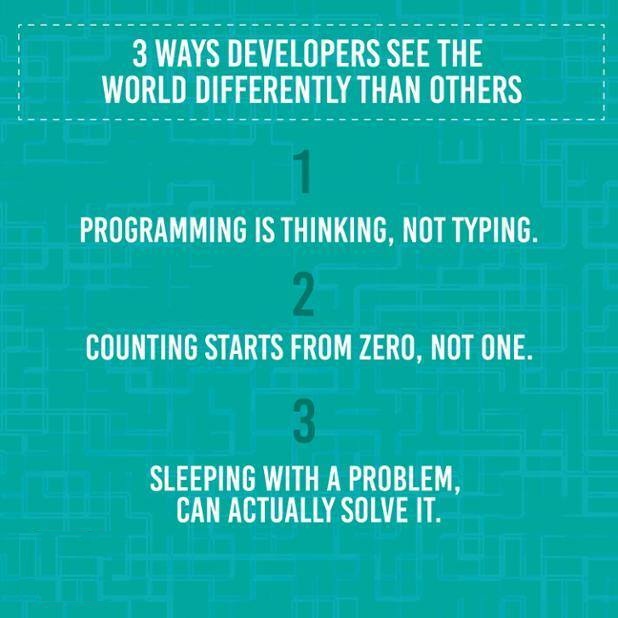 3 WAYS DEVELOPERS SEE THE
WORLD DIFFERENTLY THAN OTHERS
1
PROGRAMMING IS THINKING, NOT TYPING.
2
COUNTING STARTS FROM ZERO, NOT ONE.
3
SLEEPING WITH A PROBLEM,
CAN ACTUALLY SOLVE IT.